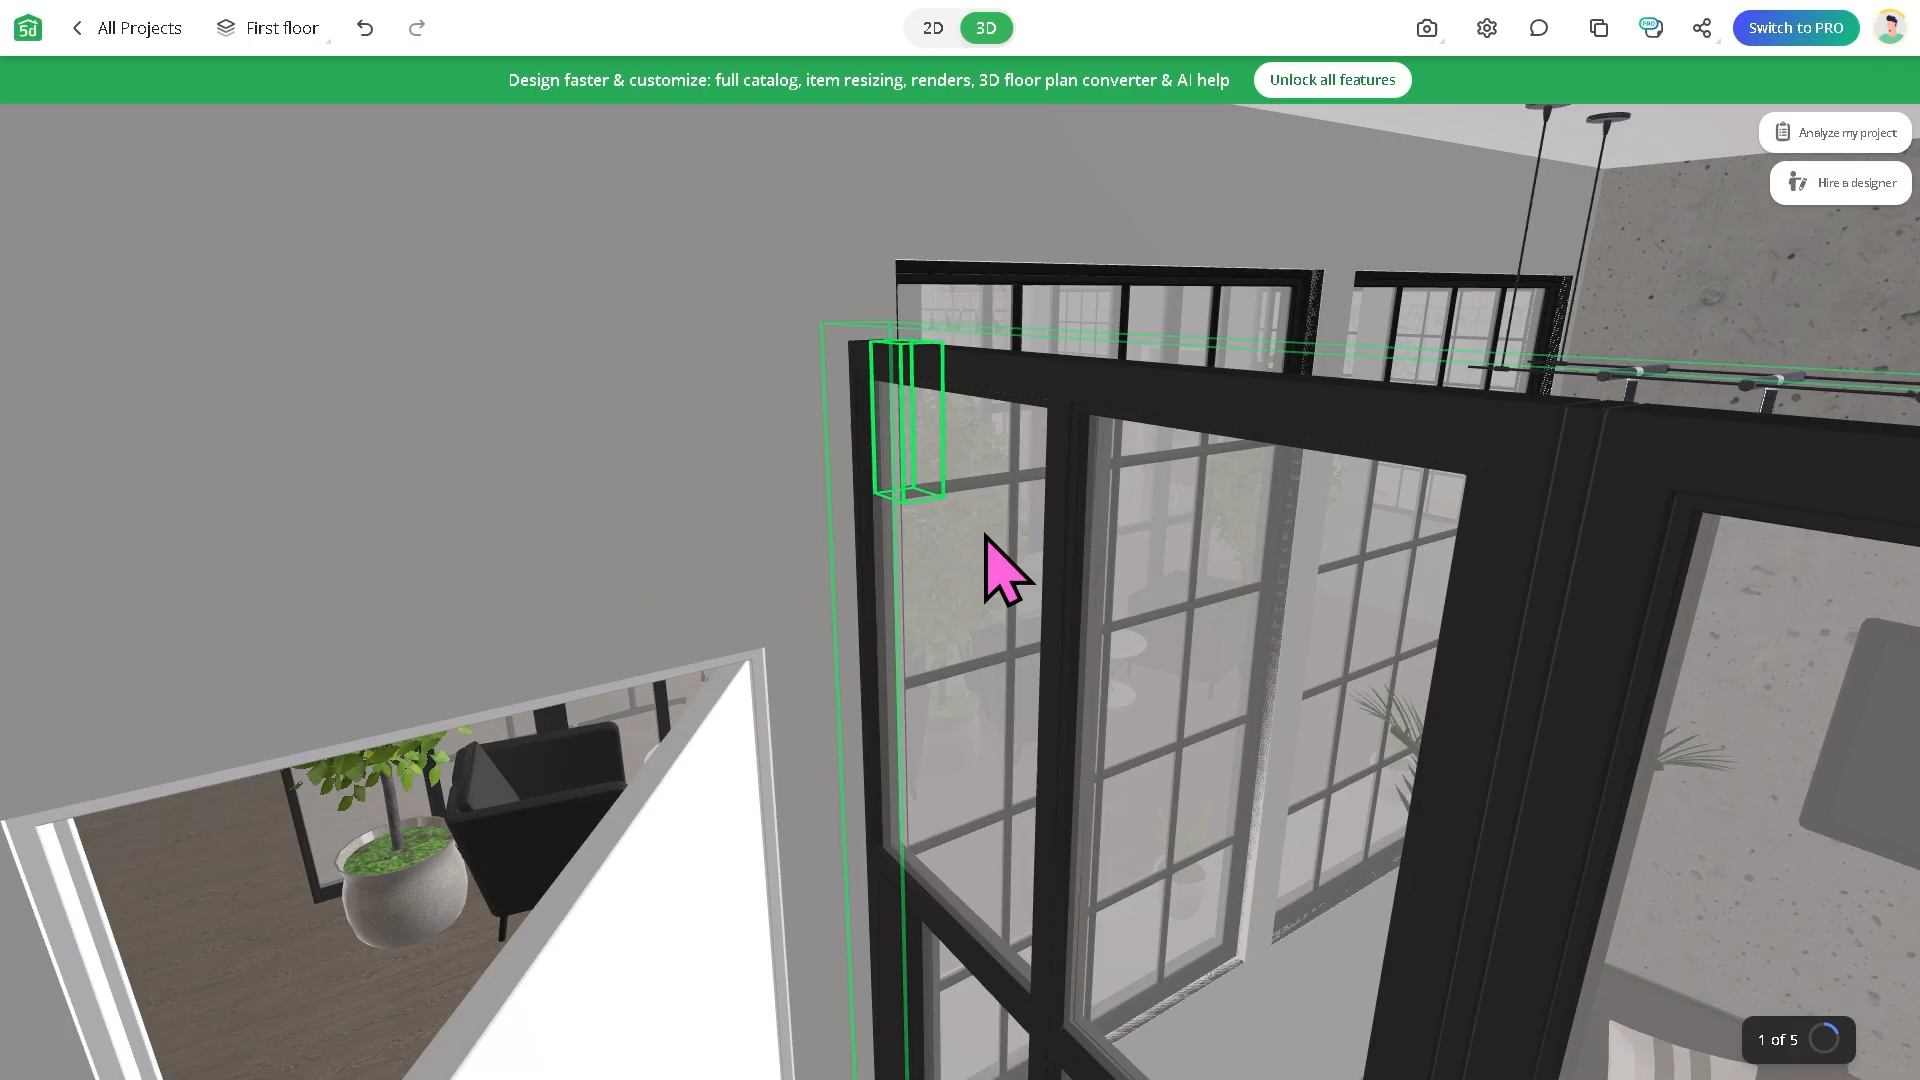 5d
All Projects
First floor
2D
3D
PRO
Switch to PRO
Design faster & customize: full catalog, item resizing, renders, 3D floor plan converter & AI help
Unlock all features
Analyze my project
Hire a designer
1 of 5